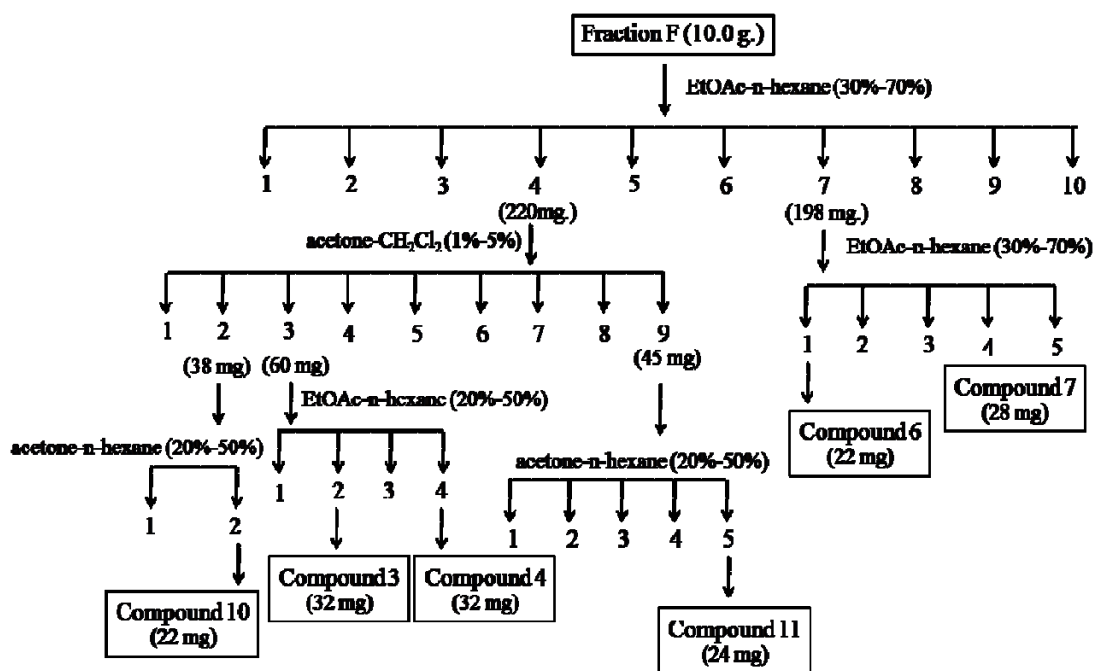 Fraction F (10.0 g.)
EtOAc-n-hexane (30%-70%)
1 2 3 4 5 6 7 8 9 10
(220mg.) (198 mg.)
acetone-CH₂Cl₂ (1%-5%)
EtOAc-n-hexane (30%-70%)
1 2 3 4 5 6 7 8 9
(38 mg) (60 mg) (45 mg)
1 2 3 4 5
Compound 7
(28 mg)
EtOAc-n-hexane (20%-50%)
Compound 6
(22 mg)
acetone-n-hexane (20%-50%)
acetone-n-hexane (20%-50%)
1 2
1 2 3 4
1 2 3 4 5
Compound 3
(32 mg)
Compound 4
(32 mg)
Compound 10
(22 mg)
Compound 11
(24 mg)